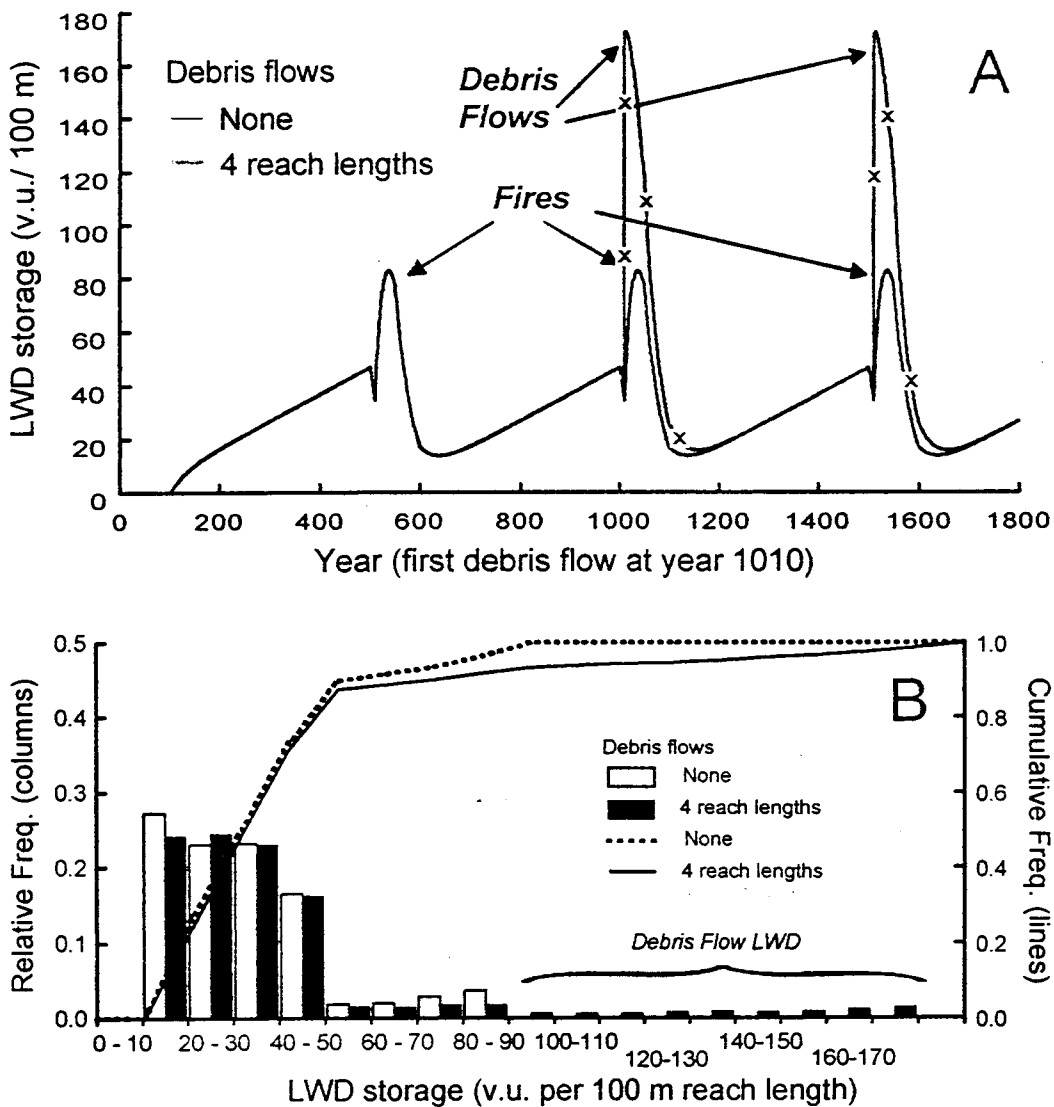 180
160
140
120
100
80
60
40
20
0
LWD storage (v.u./ 100 m)
Debris flows
None
4 reach lengths
Debris
Flows
Fires
A
× × × × × × × ×
0 200 400 600 800 1000 1200 1400 1600 1800
Year (first debris flow at year 1010)
0.5
0.4
0.3
0.2
0.1
0.0
Relative Freq. (columns)
B
Debris flows
None
4 reach lengths
None
4 reach lengths
Debris Flow LWD
1.0
0.8
0.6
0.4
0.2
0.0
Cumulative Freq. (lines)
0 - 10 20 - 30 40 - 50 60 - 70 80 - 90 100-110 120-130 140-150 160-170
LWD storage (v.u. per 100 m reach length)